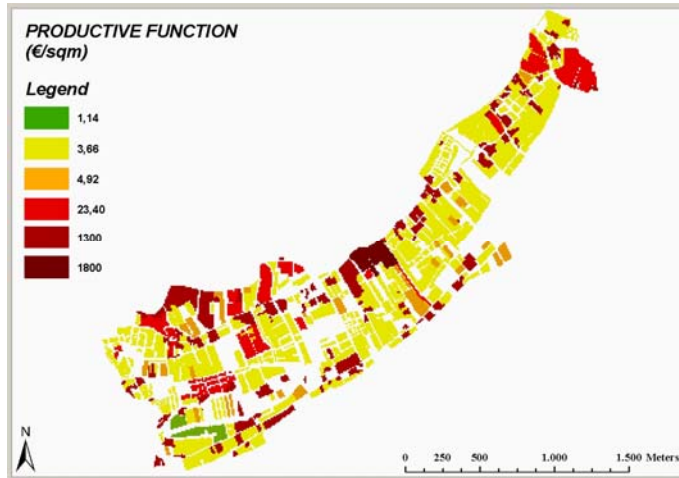 PRODUCTIVE FUNCTION
(€/sqm)
Legend
1,14
3,66
4,92
23,40
1300
1800
N
0 250 500 1.000 1.500 Meters